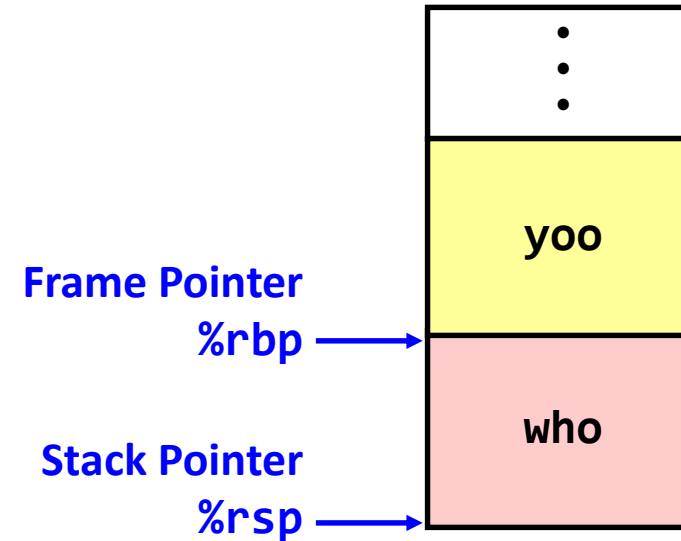 yoo
Frame Pointer
%rbp
who
Stack Pointer
%rsp